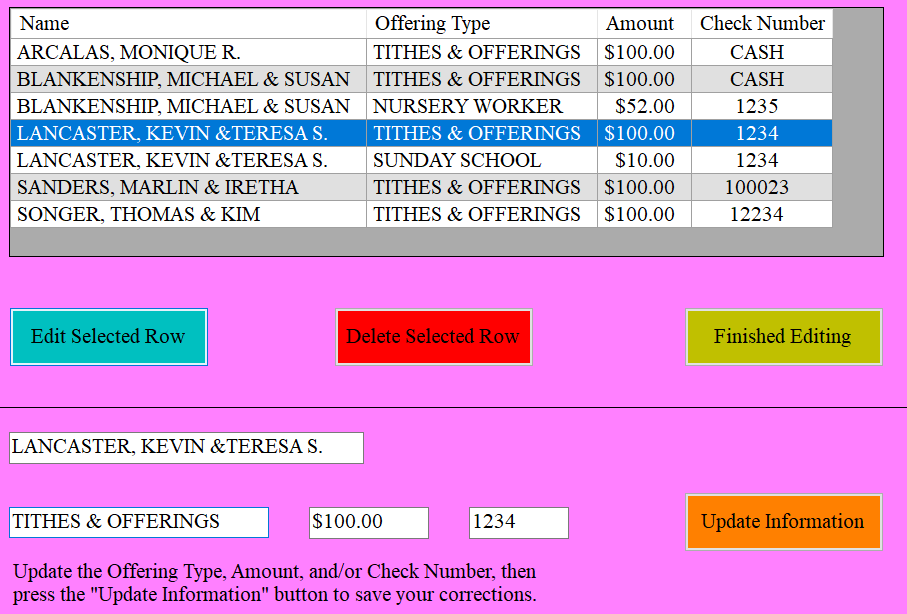 Name Offering Type Amount Check Number
ARCALAS, MONIQUE R. TITHES & OFFERINGS $100.00 CASH
BLANKENSHIP, MICHAEL & SUSAN TITHES & OFFERINGS $100.00 CASH
BLANKENSHIP, MICHAEL & SUSAN NURSERY WORKER $52.00 1235
LANCASTER, KEVIN &TERESA S. TITHES & OFFERINGS $100.00 1234
LANCASTER, KEVIN &TERESA S. SUNDAY SCHOOL $10.00 1234
SANDERS, MARLIN & IRETHA TITHES & OFFERINGS $100.00 100023
SONGER, THOMAS & KIM TITHES & OFFERINGS $100.00 12234
Edit Selected Row Delete Selected Row Finished Editing
LANCASTER, KEVIN &TERESA S.
TITHES & OFFERINGS $100.00 1234 Update Information
Update the Offering Type, Amount, and/or Check Number, then
press the "Update Information" button to save your corrections.